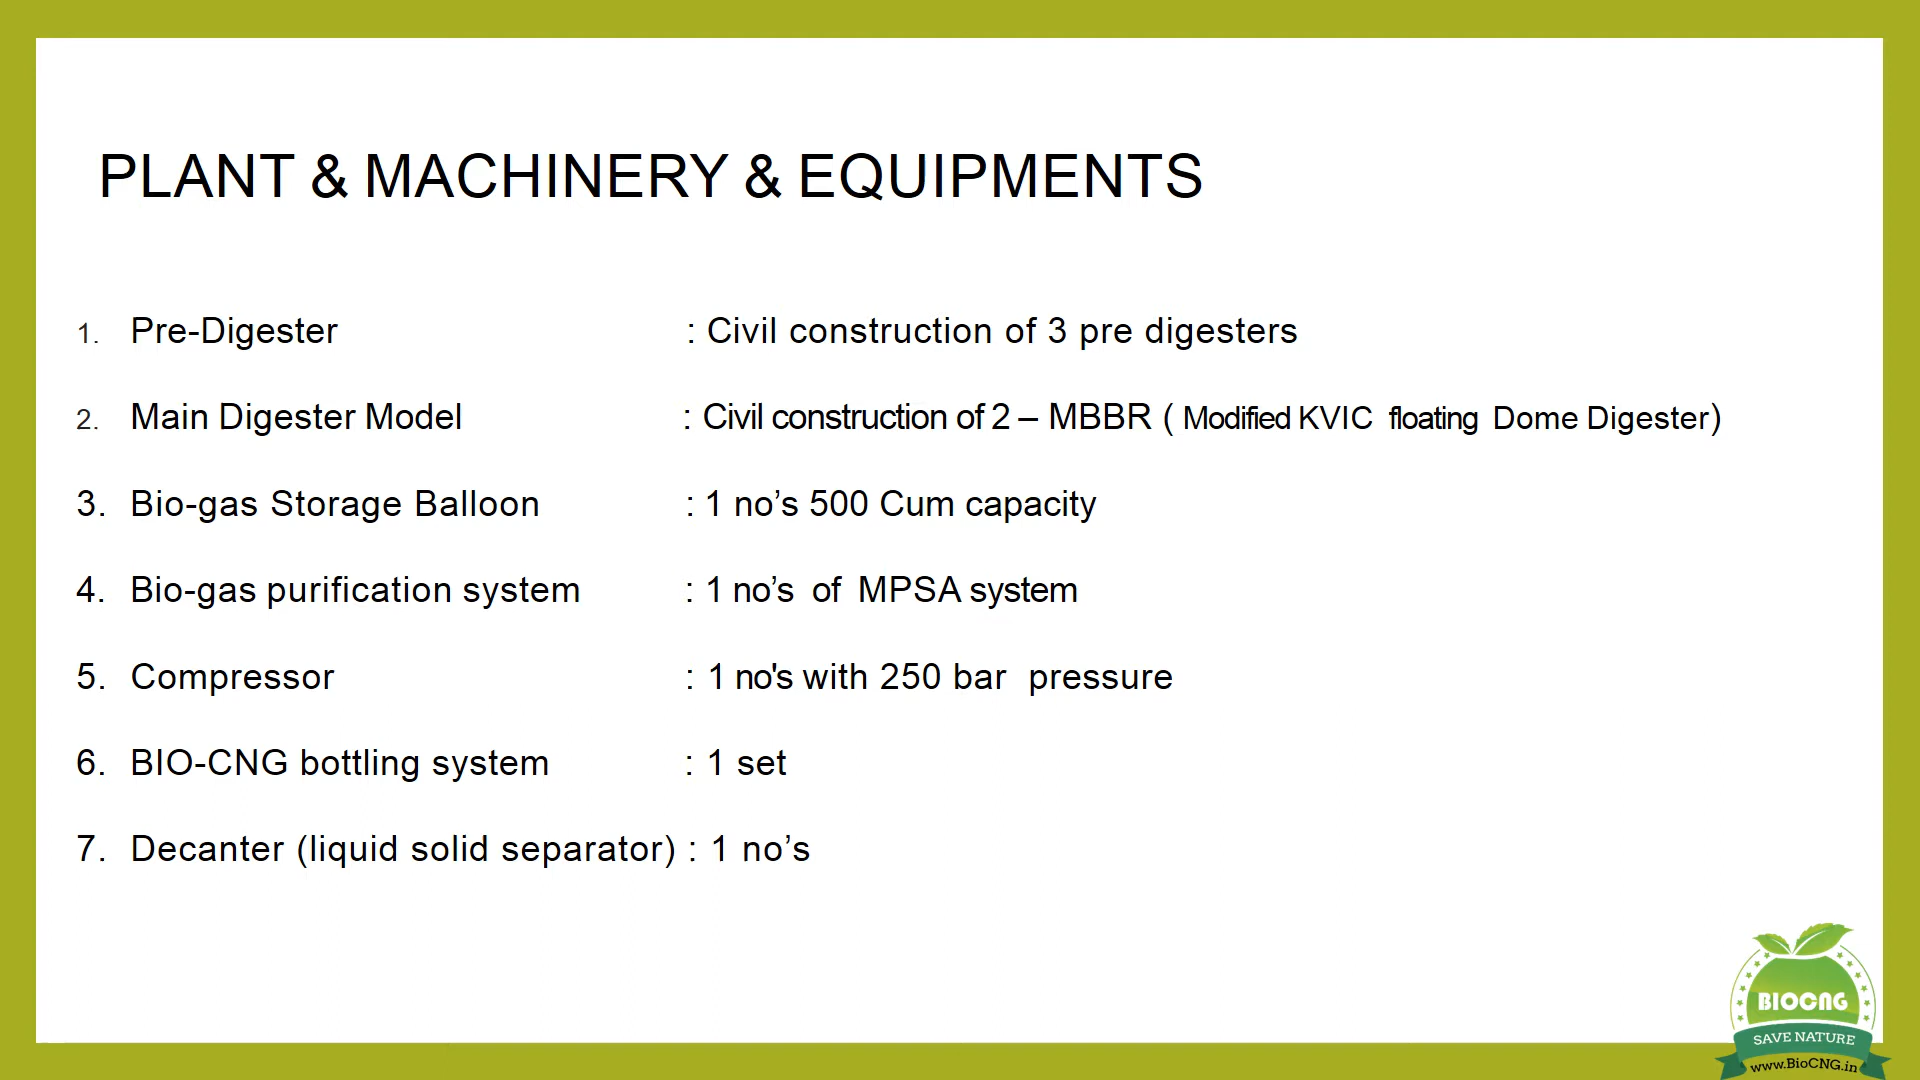 PLANT & MACHINERY & EQUIPMENTS
1. Pre-Digester : Civil construction of 3 pre digesters
2. Main Digester Model : Civil construction of 2 – MBBR ( Modified KVIC floating Dome Digester)
3. Bio-gas Storage Balloon : 1 no’s 500 Cum capacity
4. Bio-gas purification system : 1 no’s of MPSA system
5. Compressor : 1 no's with 250 bar pressure
6. BIO-CNG bottling system : 1 set
7. Decanter (liquid solid separator) : 1 no’s
BIOCNG
SAVE NATURE
www.BioCNG.in